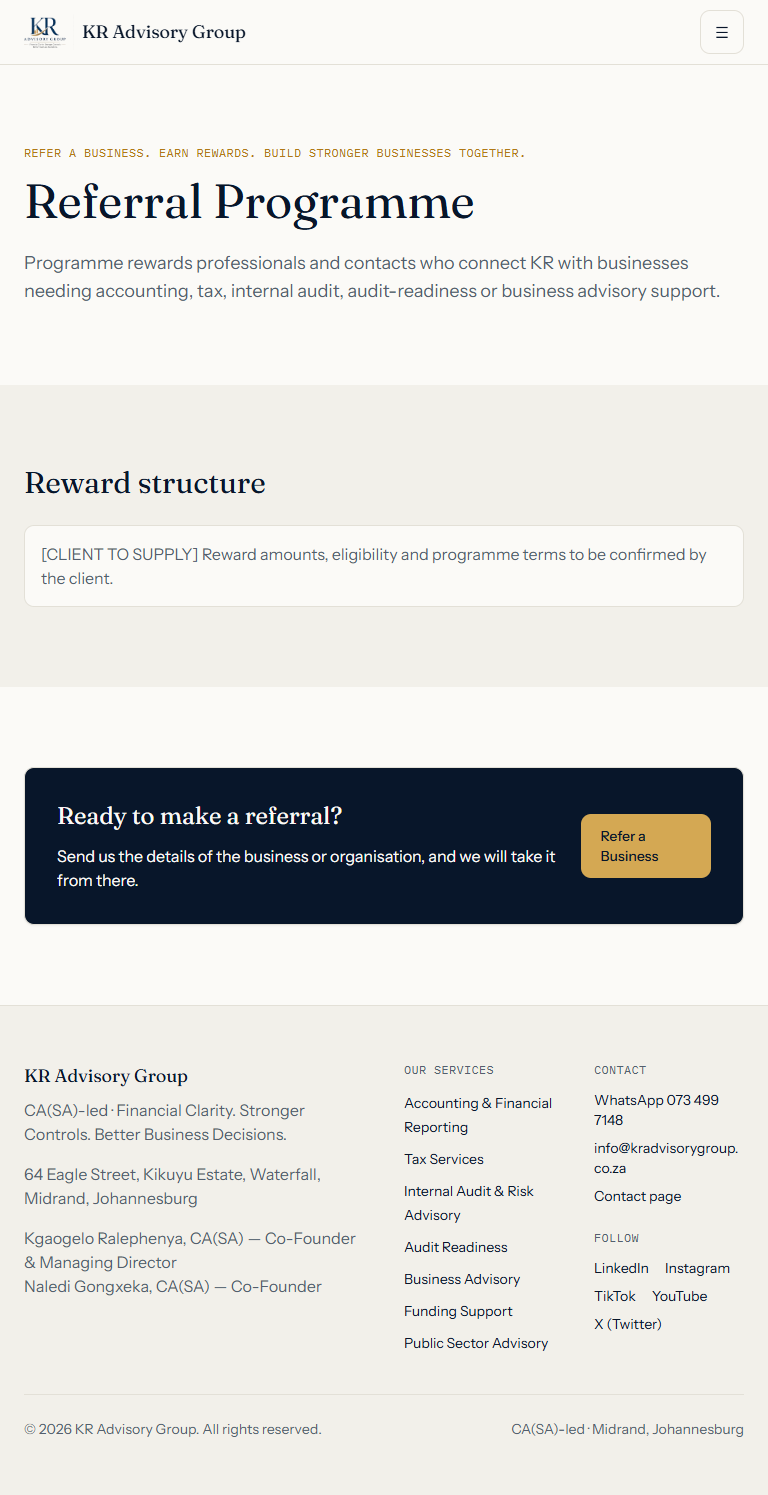 KR
ADVISORY GROUP
KR Advisory Group
☰
REFER A BUSINESS. EARN REWARDS. BUILD STRONGER BUSINESSES TOGETHER.
Referral Programme
Programme rewards professionals and contacts who connect KR with businesses
needing accounting, tax, internal audit, audit-readiness or business advisory support.
Reward structure
[CLIENT TO SUPPLY] Reward amounts, eligibility and programme terms to be confirmed by
the client.
Ready to make a referral?
Send us the details of the business or organisation, and we will take it
from there.
Refer a
Business
KR Advisory Group
CA(SA)-led · Financial Clarity. Stronger
Controls. Better Business Decisions.
64 Eagle Street, Kikuyu Estate, Waterfall,
Midrand, Johannesburg
Kgaogelo Ralephenya, CA(SA) — Co-Founder
& Managing Director
Naledi Gongxeka, CA(SA) — Co-Founder
OUR SERVICES
Accounting & Financial
Reporting
Tax Services
Internal Audit & Risk
Advisory
Audit Readiness
Business Advisory
Funding Support
Public Sector Advisory
CONTACT
WhatsApp 073 499
7148
info@kradvisorygroup.
co.za
Contact page
FOLLOW
LinkedIn Instagram
TikTok YouTube
X (Twitter)
© 2026 KR Advisory Group. All rights reserved.
CA(SA)-led · Midrand, Johannesburg